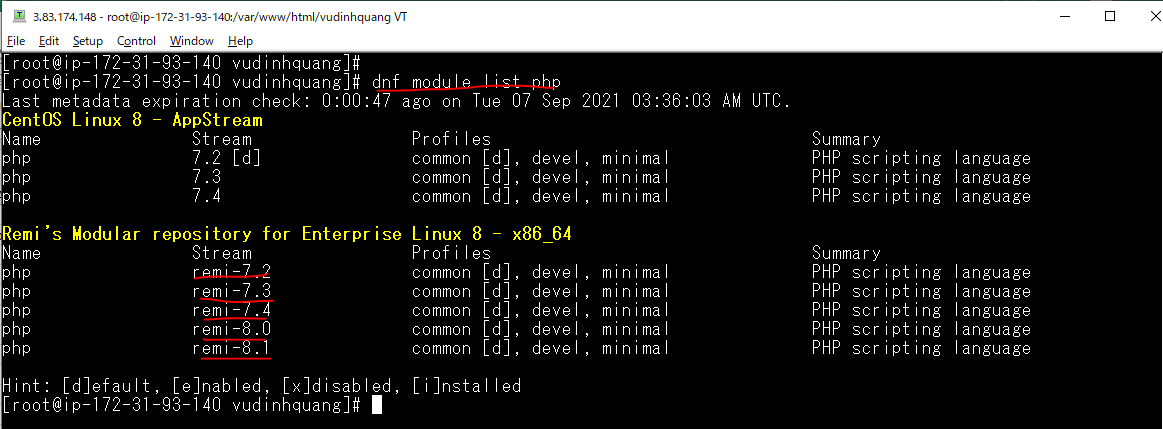 3.83.174.148 - root@ip-172-31-93-140:/var/www/html/vudinhquang VT
File Edit Setup Control Window Help
[root@ip-172-31-93-140 vudinhquang]#
[root@ip-172-31-93-140 vudinhquang]# dnf module list php
Last metadata expiration check: 0:00:47 ago on Tue 07 Sep 2021 03:36:03 AM UTC.
CentOS Linux 8 - AppStream
Name Stream Profiles Summary
php 7.2 [d] common [d], devel, minimal PHP scripting language
php 7.3 common [d], devel, minimal PHP scripting language
php 7.4 common [d], devel, minimal PHP scripting language
Remi's Modular repository for Enterprise Linux 8 - x86_64
Name Stream Profiles Summary
php remi-7.2 common [d], devel, minimal PHP scripting language
php remi-7.3 common [d], devel, minimal PHP scripting language
php remi-7.4 common [d], devel, minimal PHP scripting language
php remi-8.0 common [d], devel, minimal PHP scripting language
php remi-8.1 common [d], devel, minimal PHP scripting language
Hint: [d]efault, [e]nabled, [x]disabled, [i]nstalled
[root@ip-172-31-93-140 vudinhquang]#